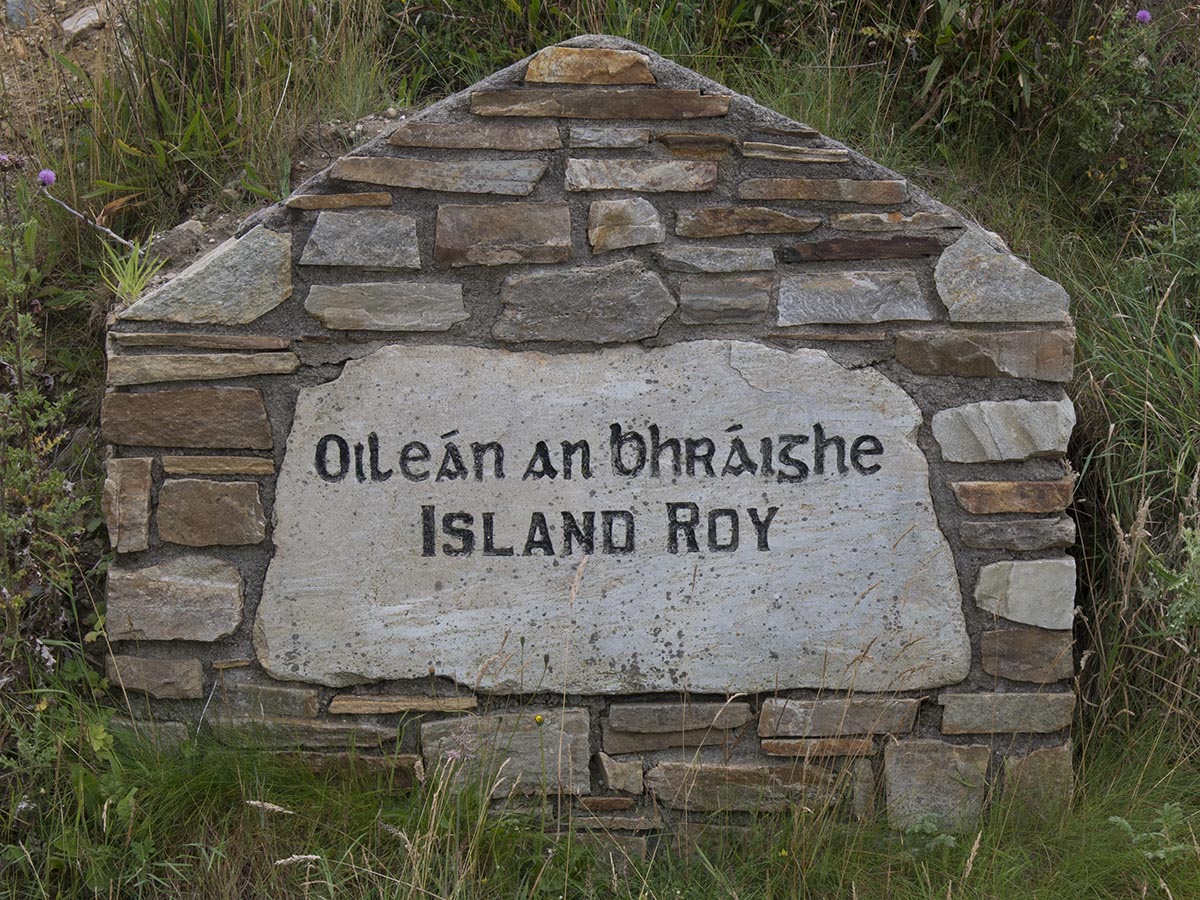 Oileán an Bhráighe
Island Roy